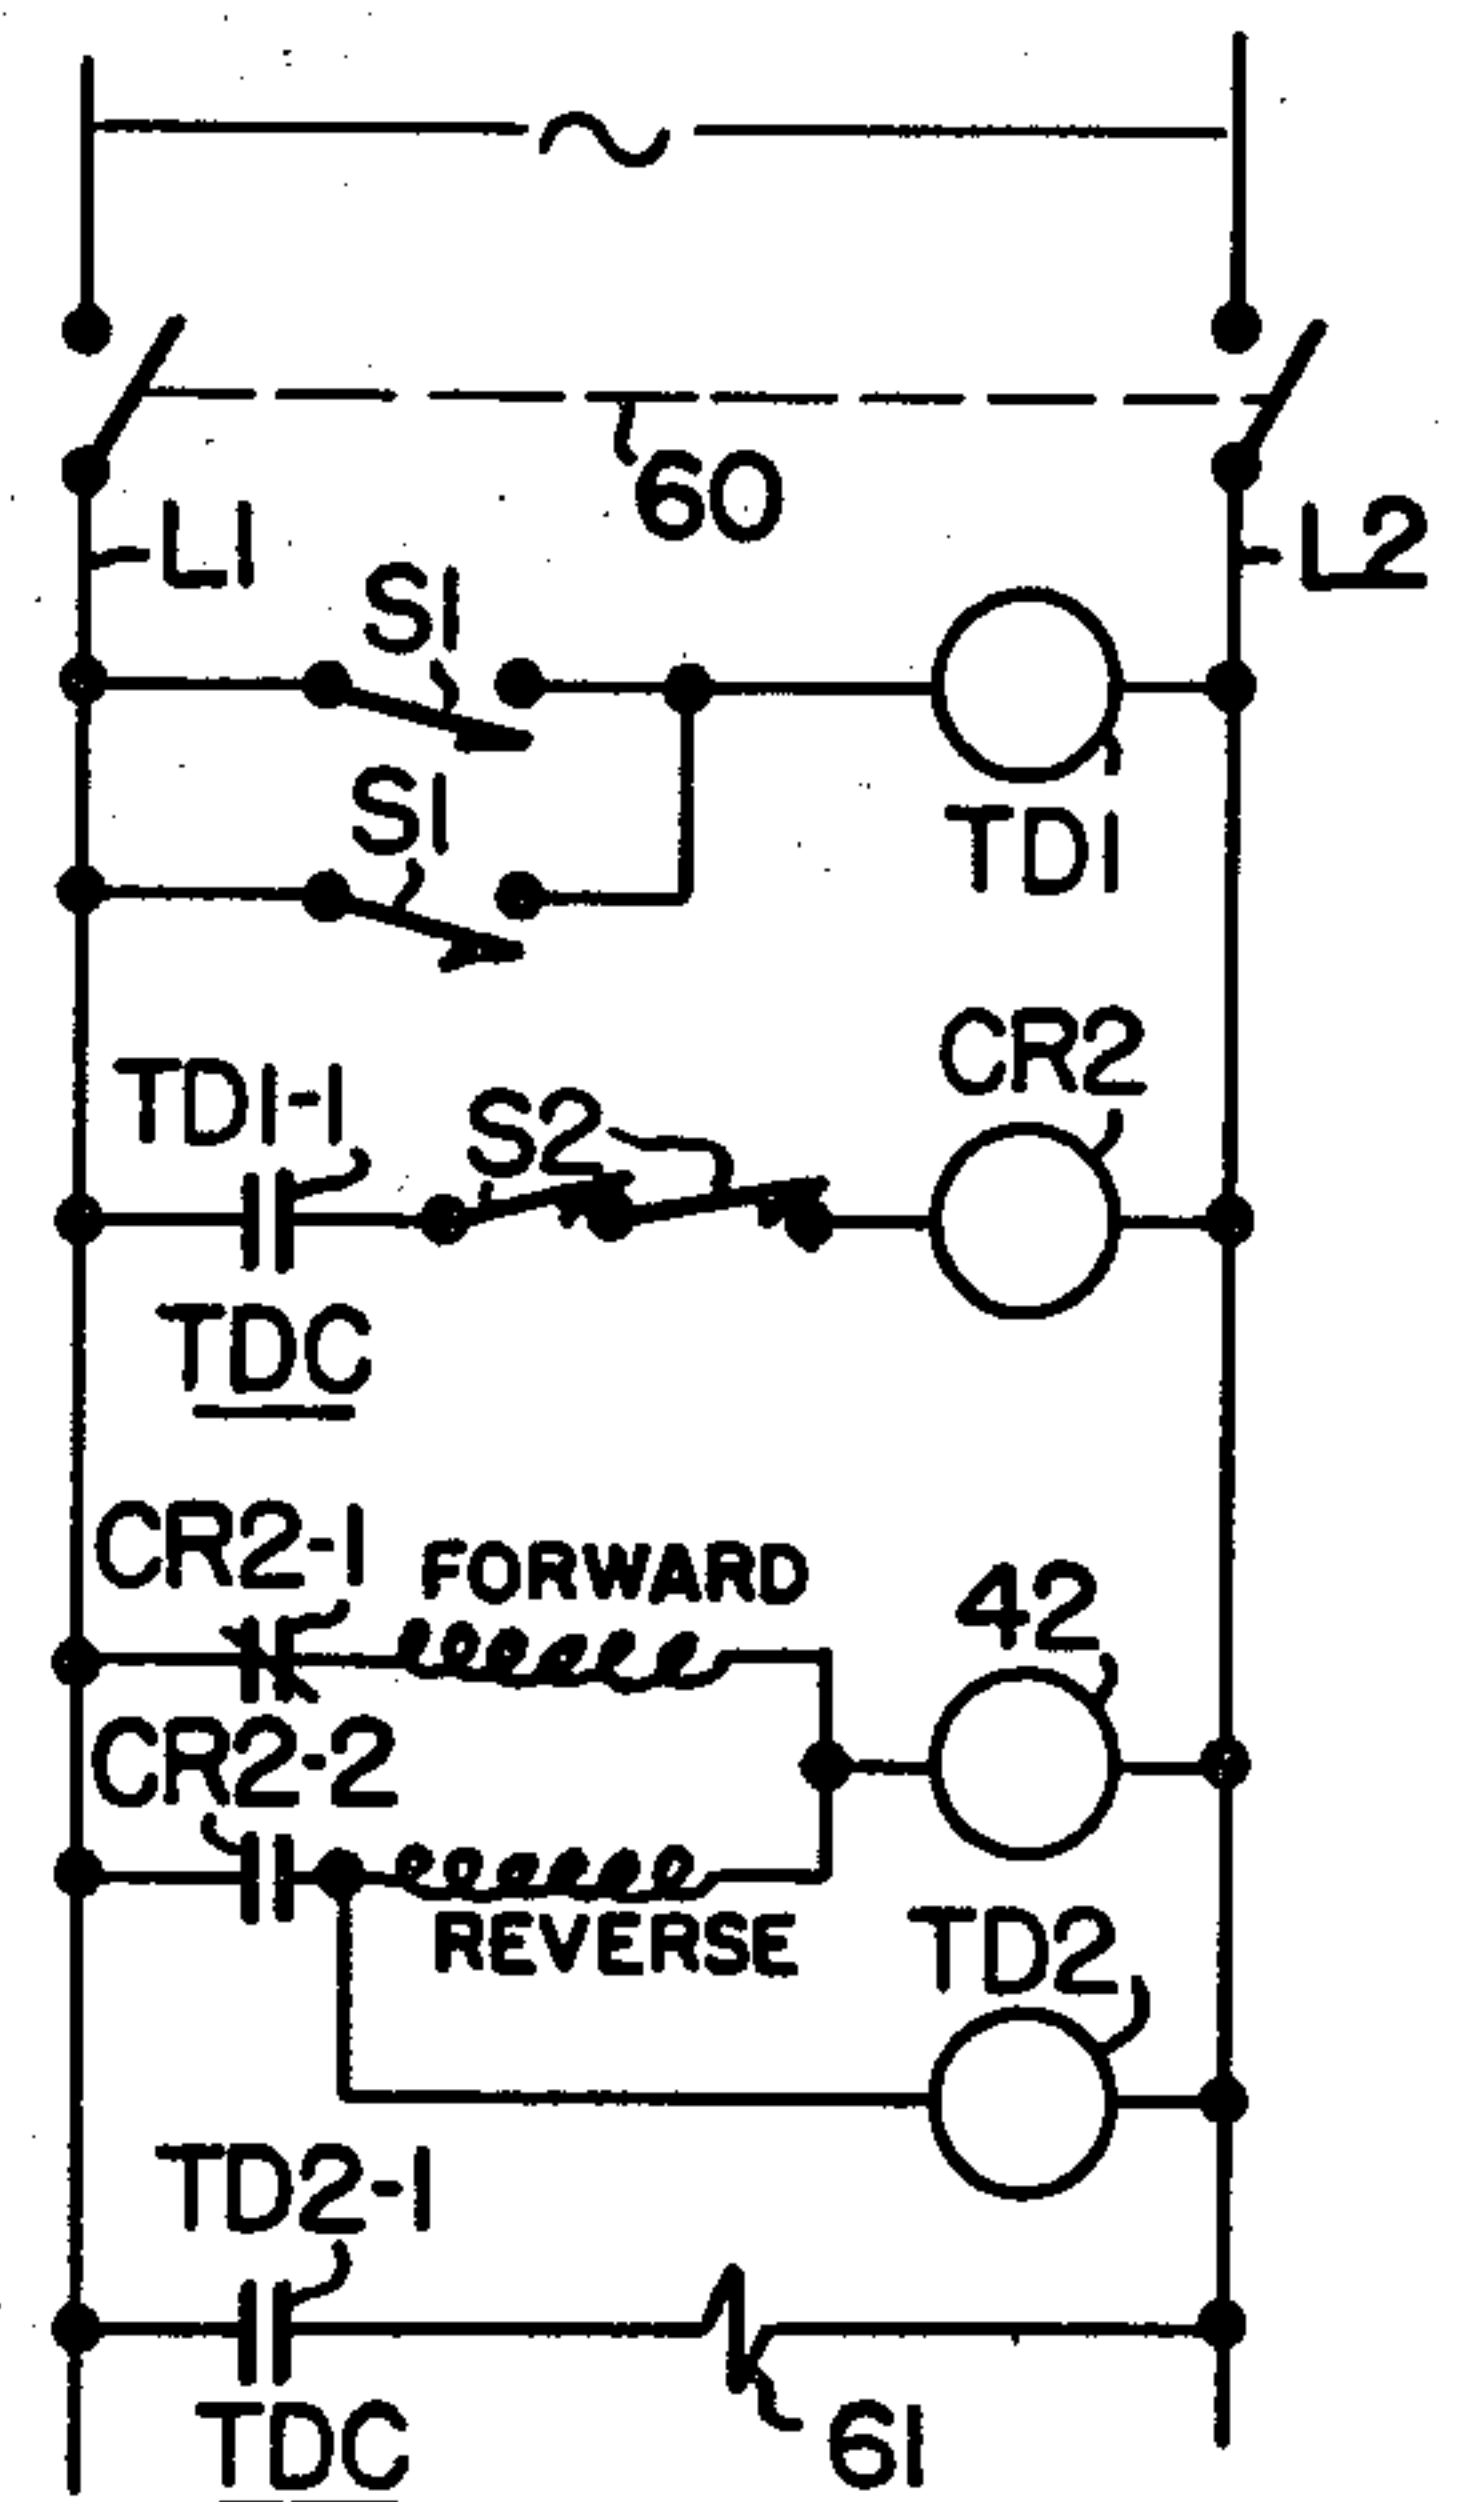 60
L1
L2
S1
S1
TD1
CR2
TD1-1
S2
TDC
CR2-1
FORWARD
42
CR2-2
REVERSE
TD2
TD2-1
TDC
61